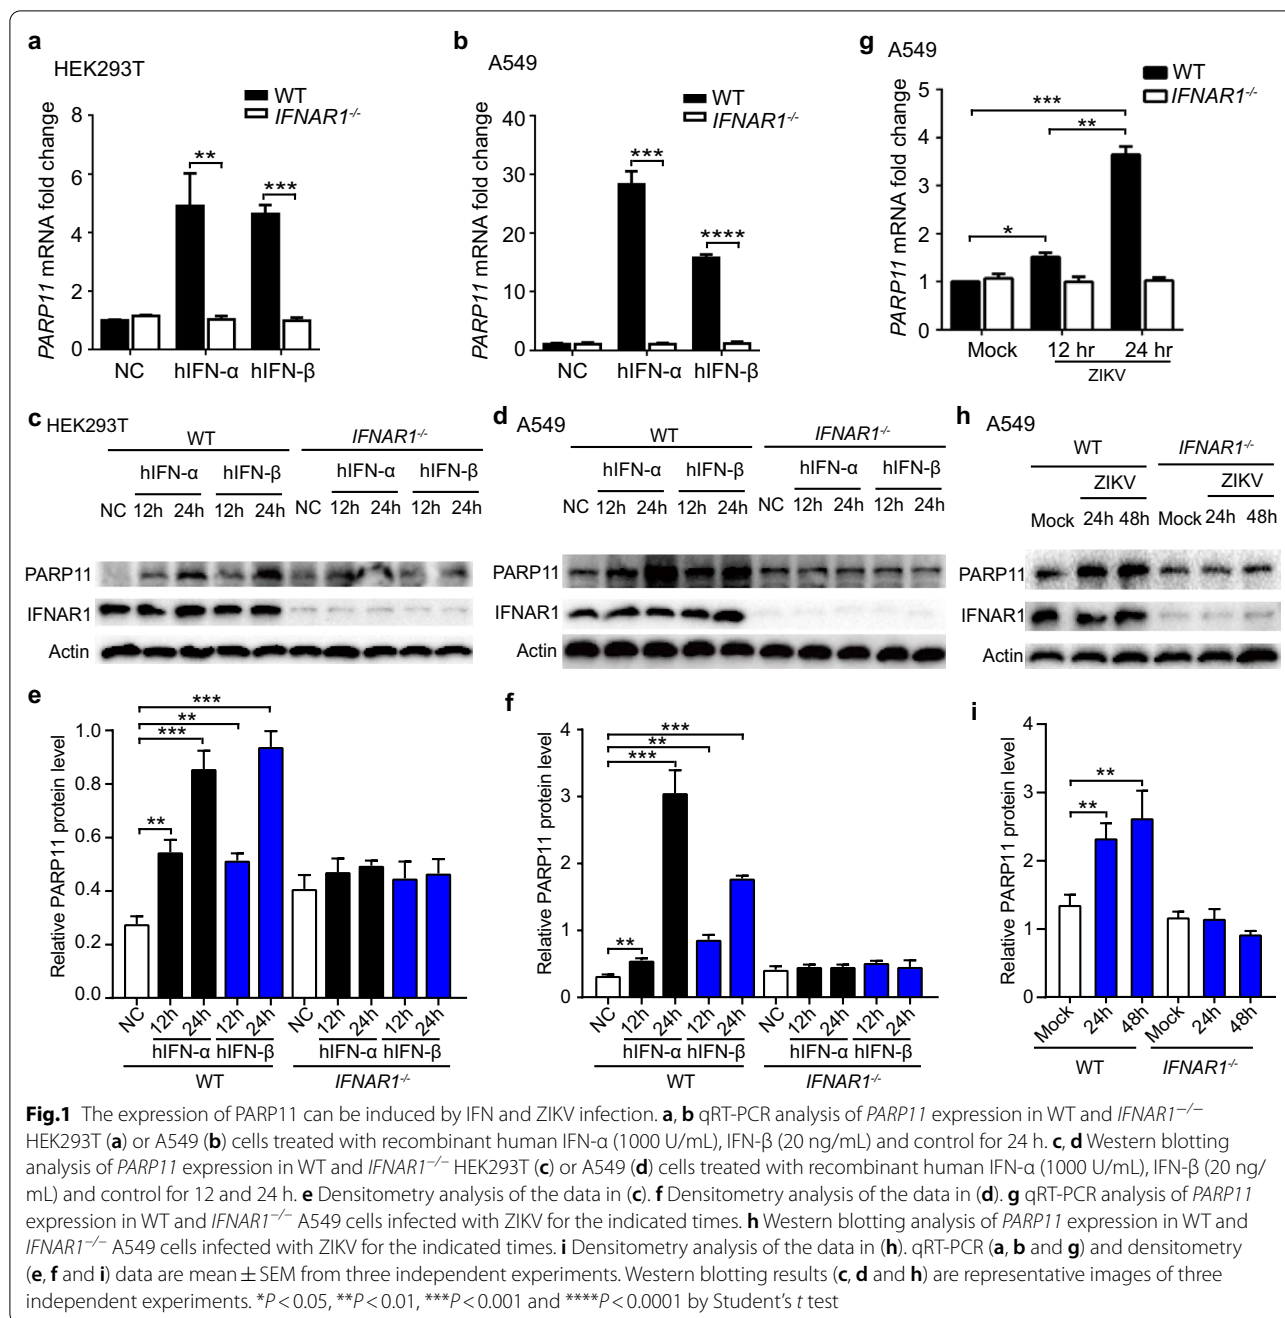 a
HEK293T
WT
IFNAR1-/-
PARP11 mRNA fold change
8
6
4
2
0
**
***
NC hIFN-α hIFN-β
b
A549
WT
IFNAR1-/-
PARP11 mRNA fold change
40
30
20
10
0
***
****
NC hIFN-α hIFN-β
g
A549
WT
IFNAR1-/-
PARP11 mRNA fold change
5
4
3
2
1
0
***
**
*
Mock 12 hr 24 hr
ZIKV
c HEK293T
WT IFNAR1-/-
hIFN-α hIFN-β hIFN-α hIFN-β
NC 12h 24h 12h 24h NC 12h 24h 12h 24h
PARP11
IFNAR1
Actin
d A549
WT IFNAR1-/-
hIFN-α hIFN-β hIFN-α hIFN-β
NC 12h 24h 12h 24h NC 12h 24h 12h 24h
PARP11
IFNAR1
Actin
h A549
WT IFNAR1-/-
ZIKV ZIKV
Mock 24h 48h Mock 24h 48h
PARP11
IFNAR1
Actin
e
Relative PARP11 protein level
1.0
0.8
0.6
0.4
0.2
0.0
***
**
***
**
NC 12h 24h 12h 24h NC 12h 24h 12h 24h
hIFN-α hIFN-β hIFN-α hIFN-β
WT IFNAR1-/-
f
Relative PARP11 protein level
4
3
2
1
0
***
**
***
**
NC 12h 24h 12h 24h NC 12h 24h 12h 24h
hIFN-α hIFN-β hIFN-α hIFN-β
WT IFNAR1-/-
i
Relative PARP11 protein level
4
3
2
1
0
**
**
Mock 24h 48h Mock 24h 48h
WT IFNAR1-/-
Fig.1 The expression of PARP11 can be induced by IFN and ZIKV infection. a, b qRT-PCR analysis of PARP11 expression in WT and IFNAR1−/−
HEK293T (a) or A549 (b) cells treated with recombinant human IFN-α (1000 U/mL), IFN-β (20 ng/mL) and control for 24 h. c, d Western blotting
analysis of PARP11 expression in WT and IFNAR1−/− HEK293T (c) or A549 (d) cells treated with recombinant human IFN-α (1000 U/mL), IFN-β (20 ng/
mL) and control for 12 and 24 h. e Densitometry analysis of the data in (c). f Densitometry analysis of the data in (d). g qRT-PCR analysis of PARP11
expression in WT and IFNAR1−/− A549 cells infected with ZIKV for the indicated times. h Western blotting analysis of PARP11 expression in WT and
IFNAR1−/− A549 cells infected with ZIKV for the indicated times. i Densitometry analysis of the data in (h). qRT-PCR (a, b and g) and densitometry
(e, f and i) data are mean ± SEM from three independent experiments. Western blotting results (c, d and h) are representative images of three
independent experiments. *P < 0.05, **P < 0.01, ***P < 0.001 and ****P < 0.0001 by Student's t test